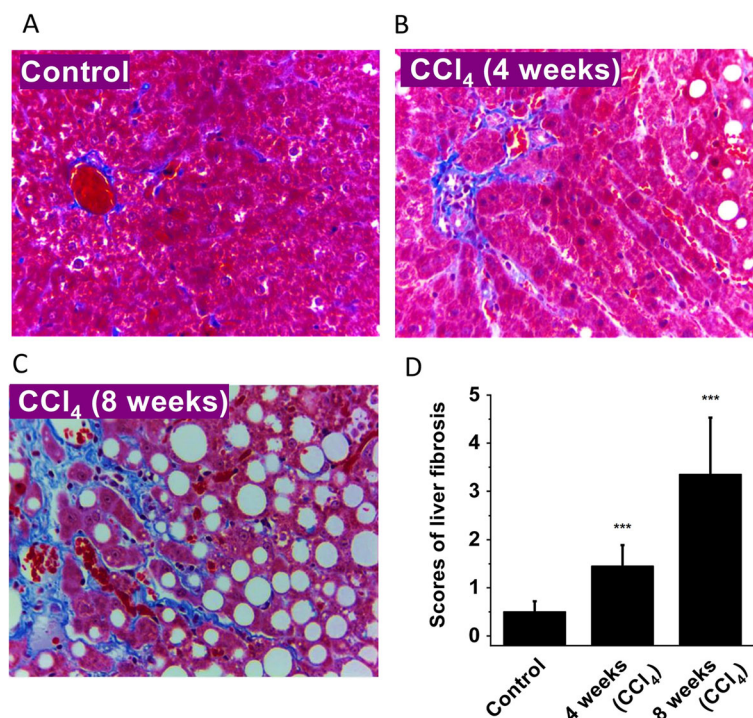 A
Control
B
CCl₄ (4 weeks)
C
CCl₄ (8 weeks)
D
Scores of liver fibrosis
5
4
3
2
1
0
***
***
Control
4 weeks
(CCl₄)
8 weeks
(CCl₄)